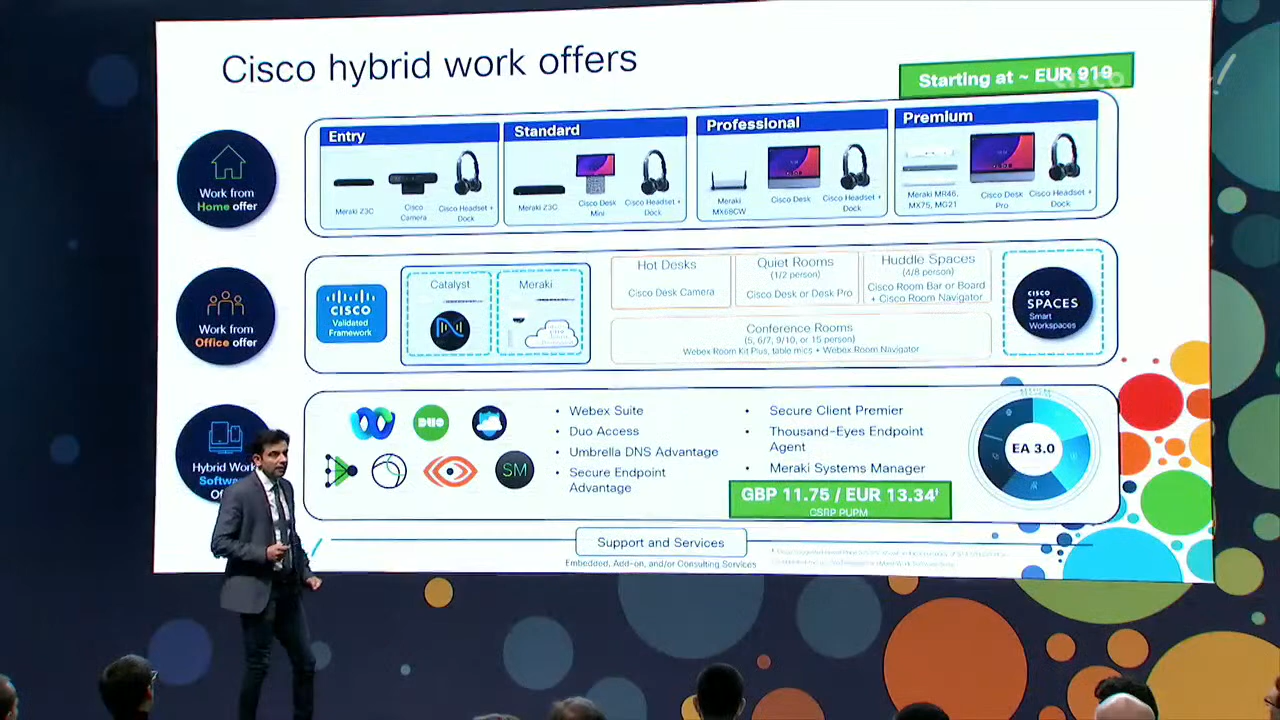 Cisco hybrid work offers
Starting at ~ EUR 919
CISCO
Work from
Home offer
Entry
Meraki Z3C
Cisco
Camera
Cisco Headset +
Dock
Standard
Meraki Z3C
Cisco Desk
Mini
Cisco Headset +
Dock
Professional
Meraki
MX68CW
Cisco Desk
Cisco Headset +
Dock
Premium
Meraki MR46,
MX75, MG21
Cisco Desk
Pro
Cisco Headset +
Dock
Work from
Office offer
CISCO
Validated
Framework
Catalyst
Meraki
Hot Desks
Cisco Desk Camera
Quiet Rooms
(1/2 person)
Cisco Desk or Desk Pro
Huddle Spaces
(4/8 person)
Cisco Room Bar or Board
+ Cisco Room Navigator
Conference Rooms
(5, 6/7, 9/10, or 15 person)
Webex Room Kit Plus, table mics + Webex Room Navigator
CISCO
SPACES
Smart
Workspaces
Hybrid Work
DUO
SM
• Webex Suite
• Duo Access
• Umbrella DNS Advantage
• Secure Endpoint
Advantage
• Secure Client Premier
• Thousand-Eyes Endpoint
Agent
• Meraki Systems Manager
GBP 11.75 / EUR 13.34
GSRP PUPM
EA 3.0
Support and Services
Embedded, Add-on, and/or Consulting Services